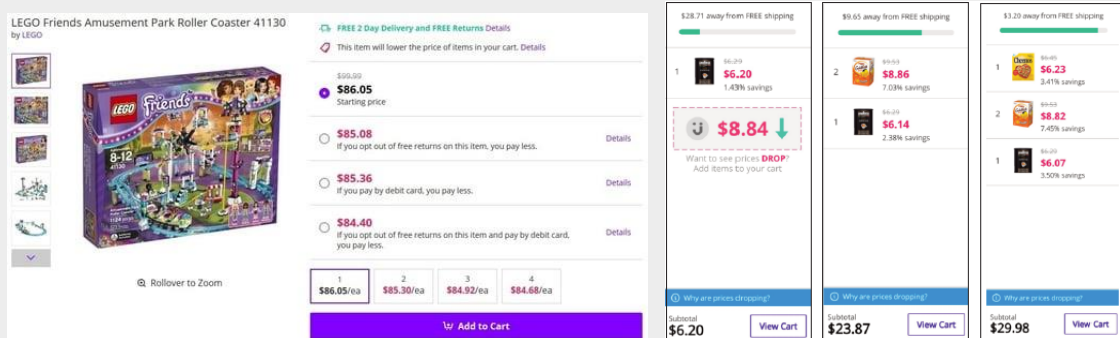 LEGO Friends Amusement Park Roller Coaster 41130
by LEGO
LEGO
friends
8-12
41130
Rollover to Zoom
FREE 2 Day Delivery and FREE Returns Details
This item will lower the price of items in your cart. Details
$99.99
$86.05
Starting price
$85.08
If you opt out of free returns on this item, you pay less.
Details
$85.36
If you pay by debit card, you pay less.
Details
$84.40
If you opt out of free returns on this item and pay by debit card,
you pay less.
Details
1
$86.05/ea
2
$85.30/ea
3
$84.92/ea
4
$84.68/ea
Add to Cart
$28.71 away from FREE shipping
1
$6.29
$6.20
1.43% savings
$8.84
Want to see prices DROP?
Add items to your cart
Why are prices dropping?
Subtotal
$6.20
View Cart
$9.65 away from FREE shipping
2
$9.53
$8.86
7.03% savings
1
$6.29
$6.14
2.38% savings
Why are prices dropping?
Subtotal
$23.87
View Cart
$3.20 away from FREE shipping
1
$6.45
$6.23
3.41% savings
2
$9.53
$8.82
7.45% savings
1
$6.29
$6.07
3.50% savings
Why are prices dropping?
Subtotal
$29.98
View Cart